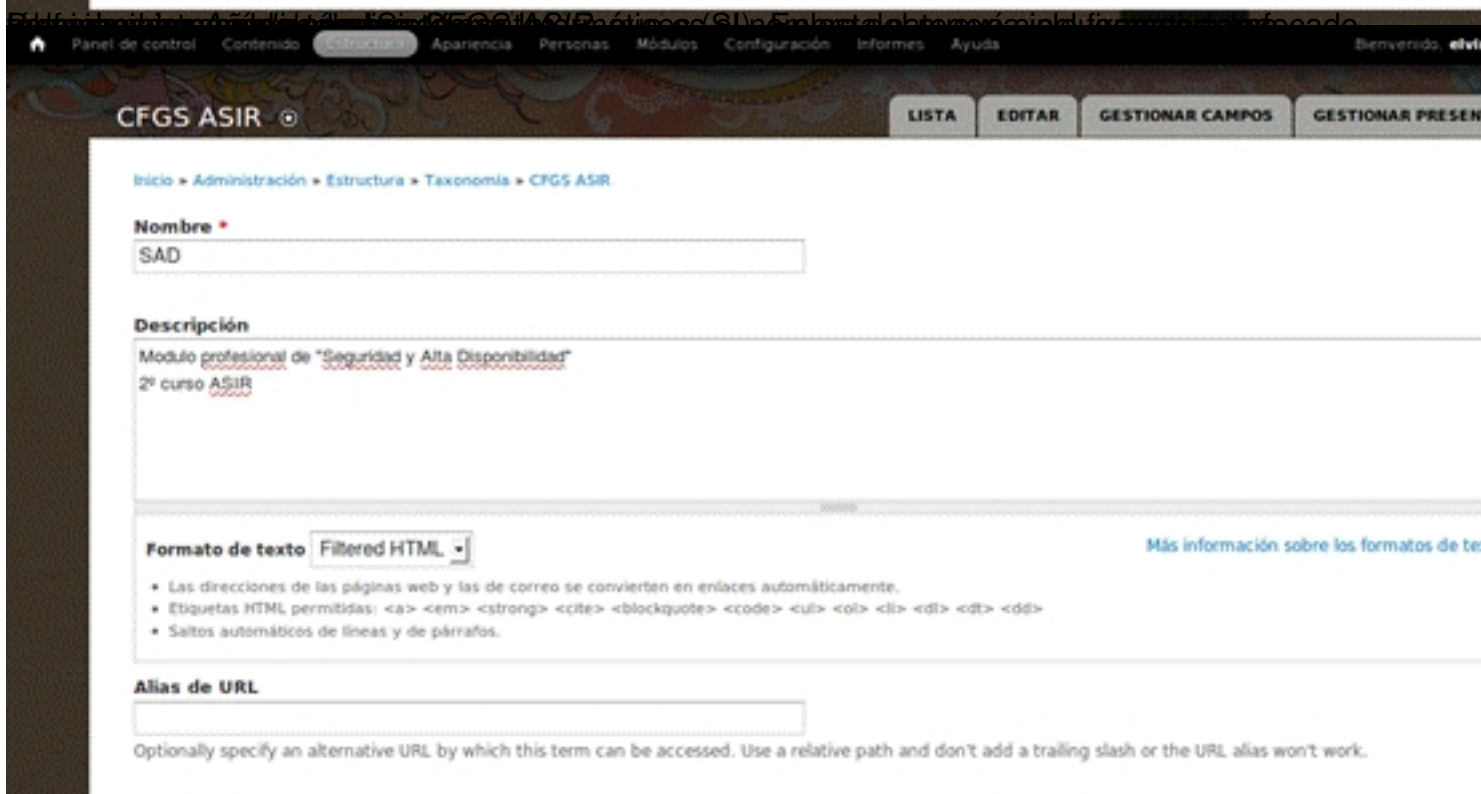 Panel de control Contenido Estructura Apariencia Personas Módulos Configuración Informes Ayuda Bienvenido,
CFGS ASIR LISTA EDITAR GESTIONAR CAMPOS GESTIONAR PRESEN
Inicio » Administración » Estructura » Taxonomía » CFGS ASIR
Nombre *
SAD
Descripción
Modulo profesional de "Seguridad y Alta Disponibilidad"
2º curso ASIR
Formato de texto Filtered HTML Más información sobre los formatos de te
• Las direcciones de las páginas web y las de correo se convierten en enlaces automáticamente.
• Etiquetas HTML permitidas: <a> <em> <strong> <cite> <blockquote> <code> <ul> <ol> <li> <dl> <dt> <dd>
• Saltos automáticos de líneas y de párrafos.
Alias de URL
Optionally specify an alternative URL by which this term can be accessed. Use a relative path and don't add a trailing slash or the URL alias won't work.